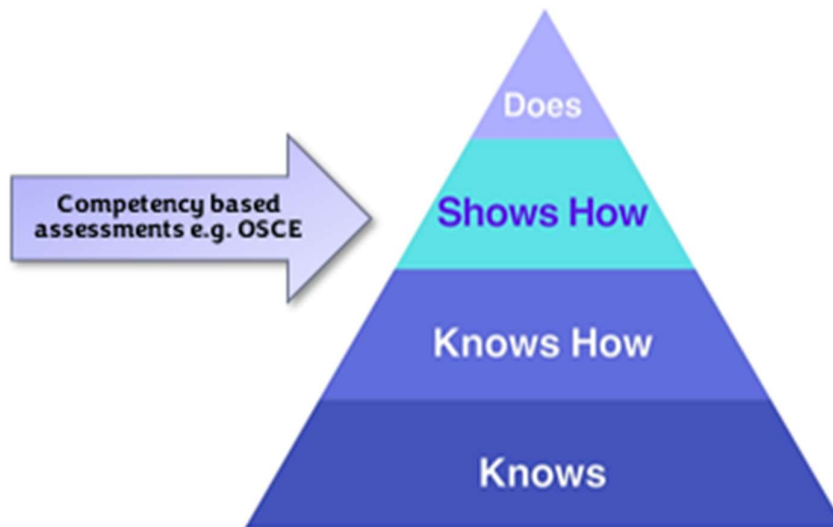 Does
Competency based
assessments e.g. OSCE
Shows How
Knows How
Knows